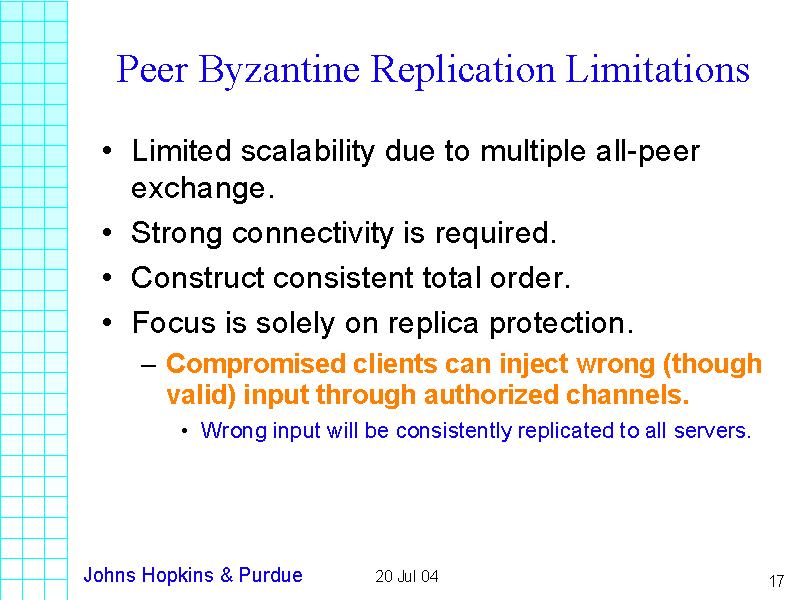 Peer Byzantine Replication Limitations
• Limited scalability due to multiple all-peer
exchange.
• Strong connectivity is required.
• Construct consistent total order.
• Focus is solely on replica protection.
– Compromised clients can inject wrong (though
valid) input through authorized channels.
• Wrong input will be consistently replicated to all servers.
Johns Hopkins & Purdue
20 Jul 04
17